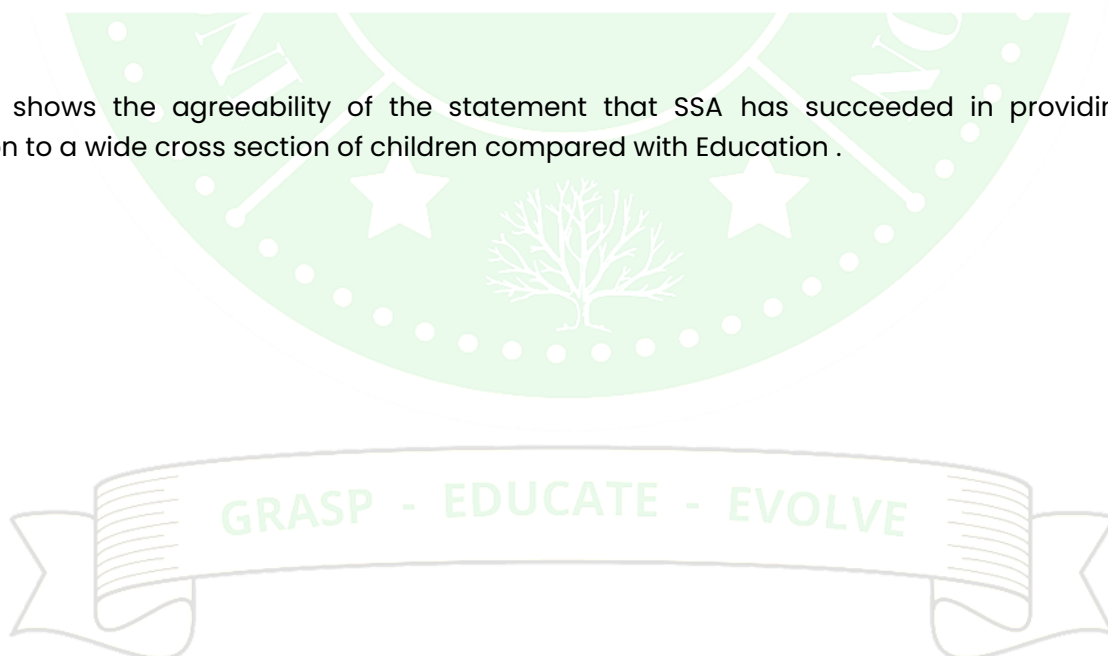 shows the agreeability of the statement that SSA has succeeded in
to a wide cross section of children compared with Education .
GRASP - EDUCATE - EVOLVE